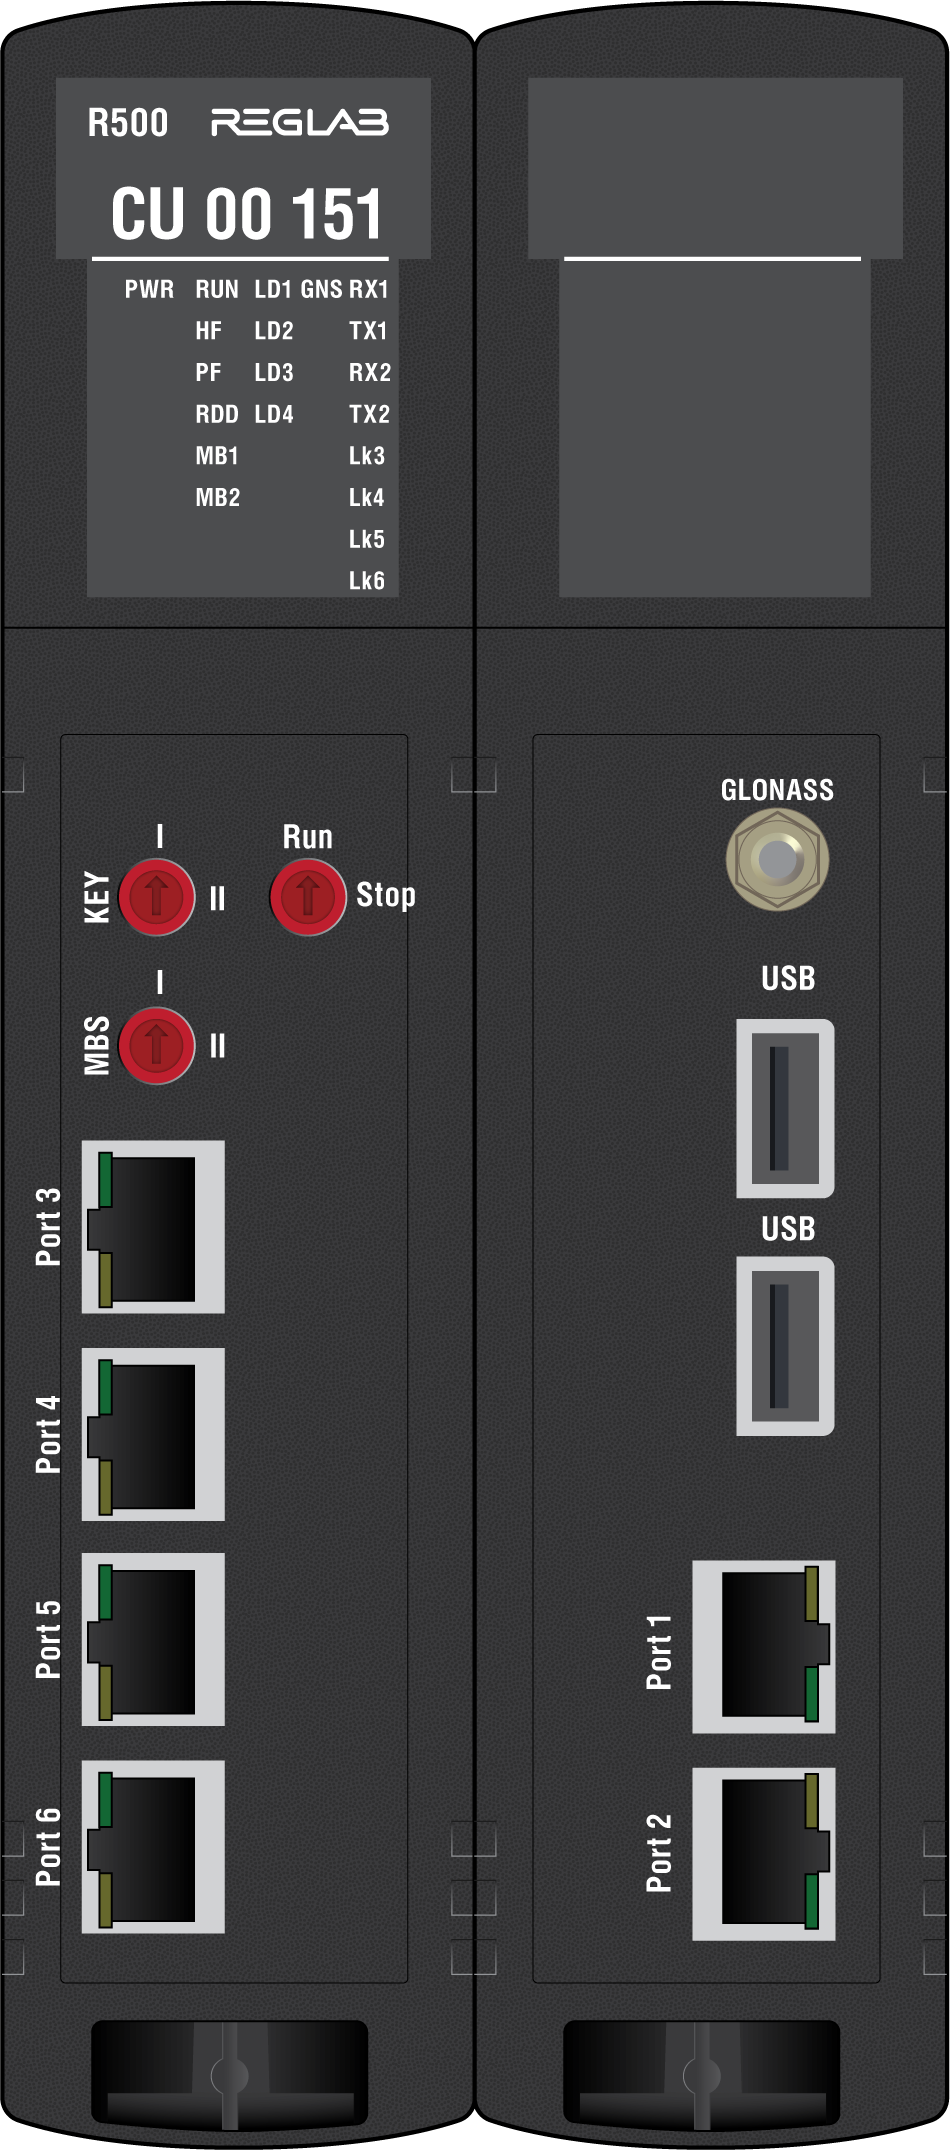 R500 REGLAB
CU 00 151
PWR RUN LD1 GNS RX1
HF LD2 TX1
PF LD3 RX2
RDD LD4 TX2
MB1 Lk3
MB2 Lk4
Lk5
Lk6
I Run
KEY II Stop
I
MBS II
Port 3
Port 4
Port 5
Port 6
GLONASS
USB
USB
Port 1
Port 2